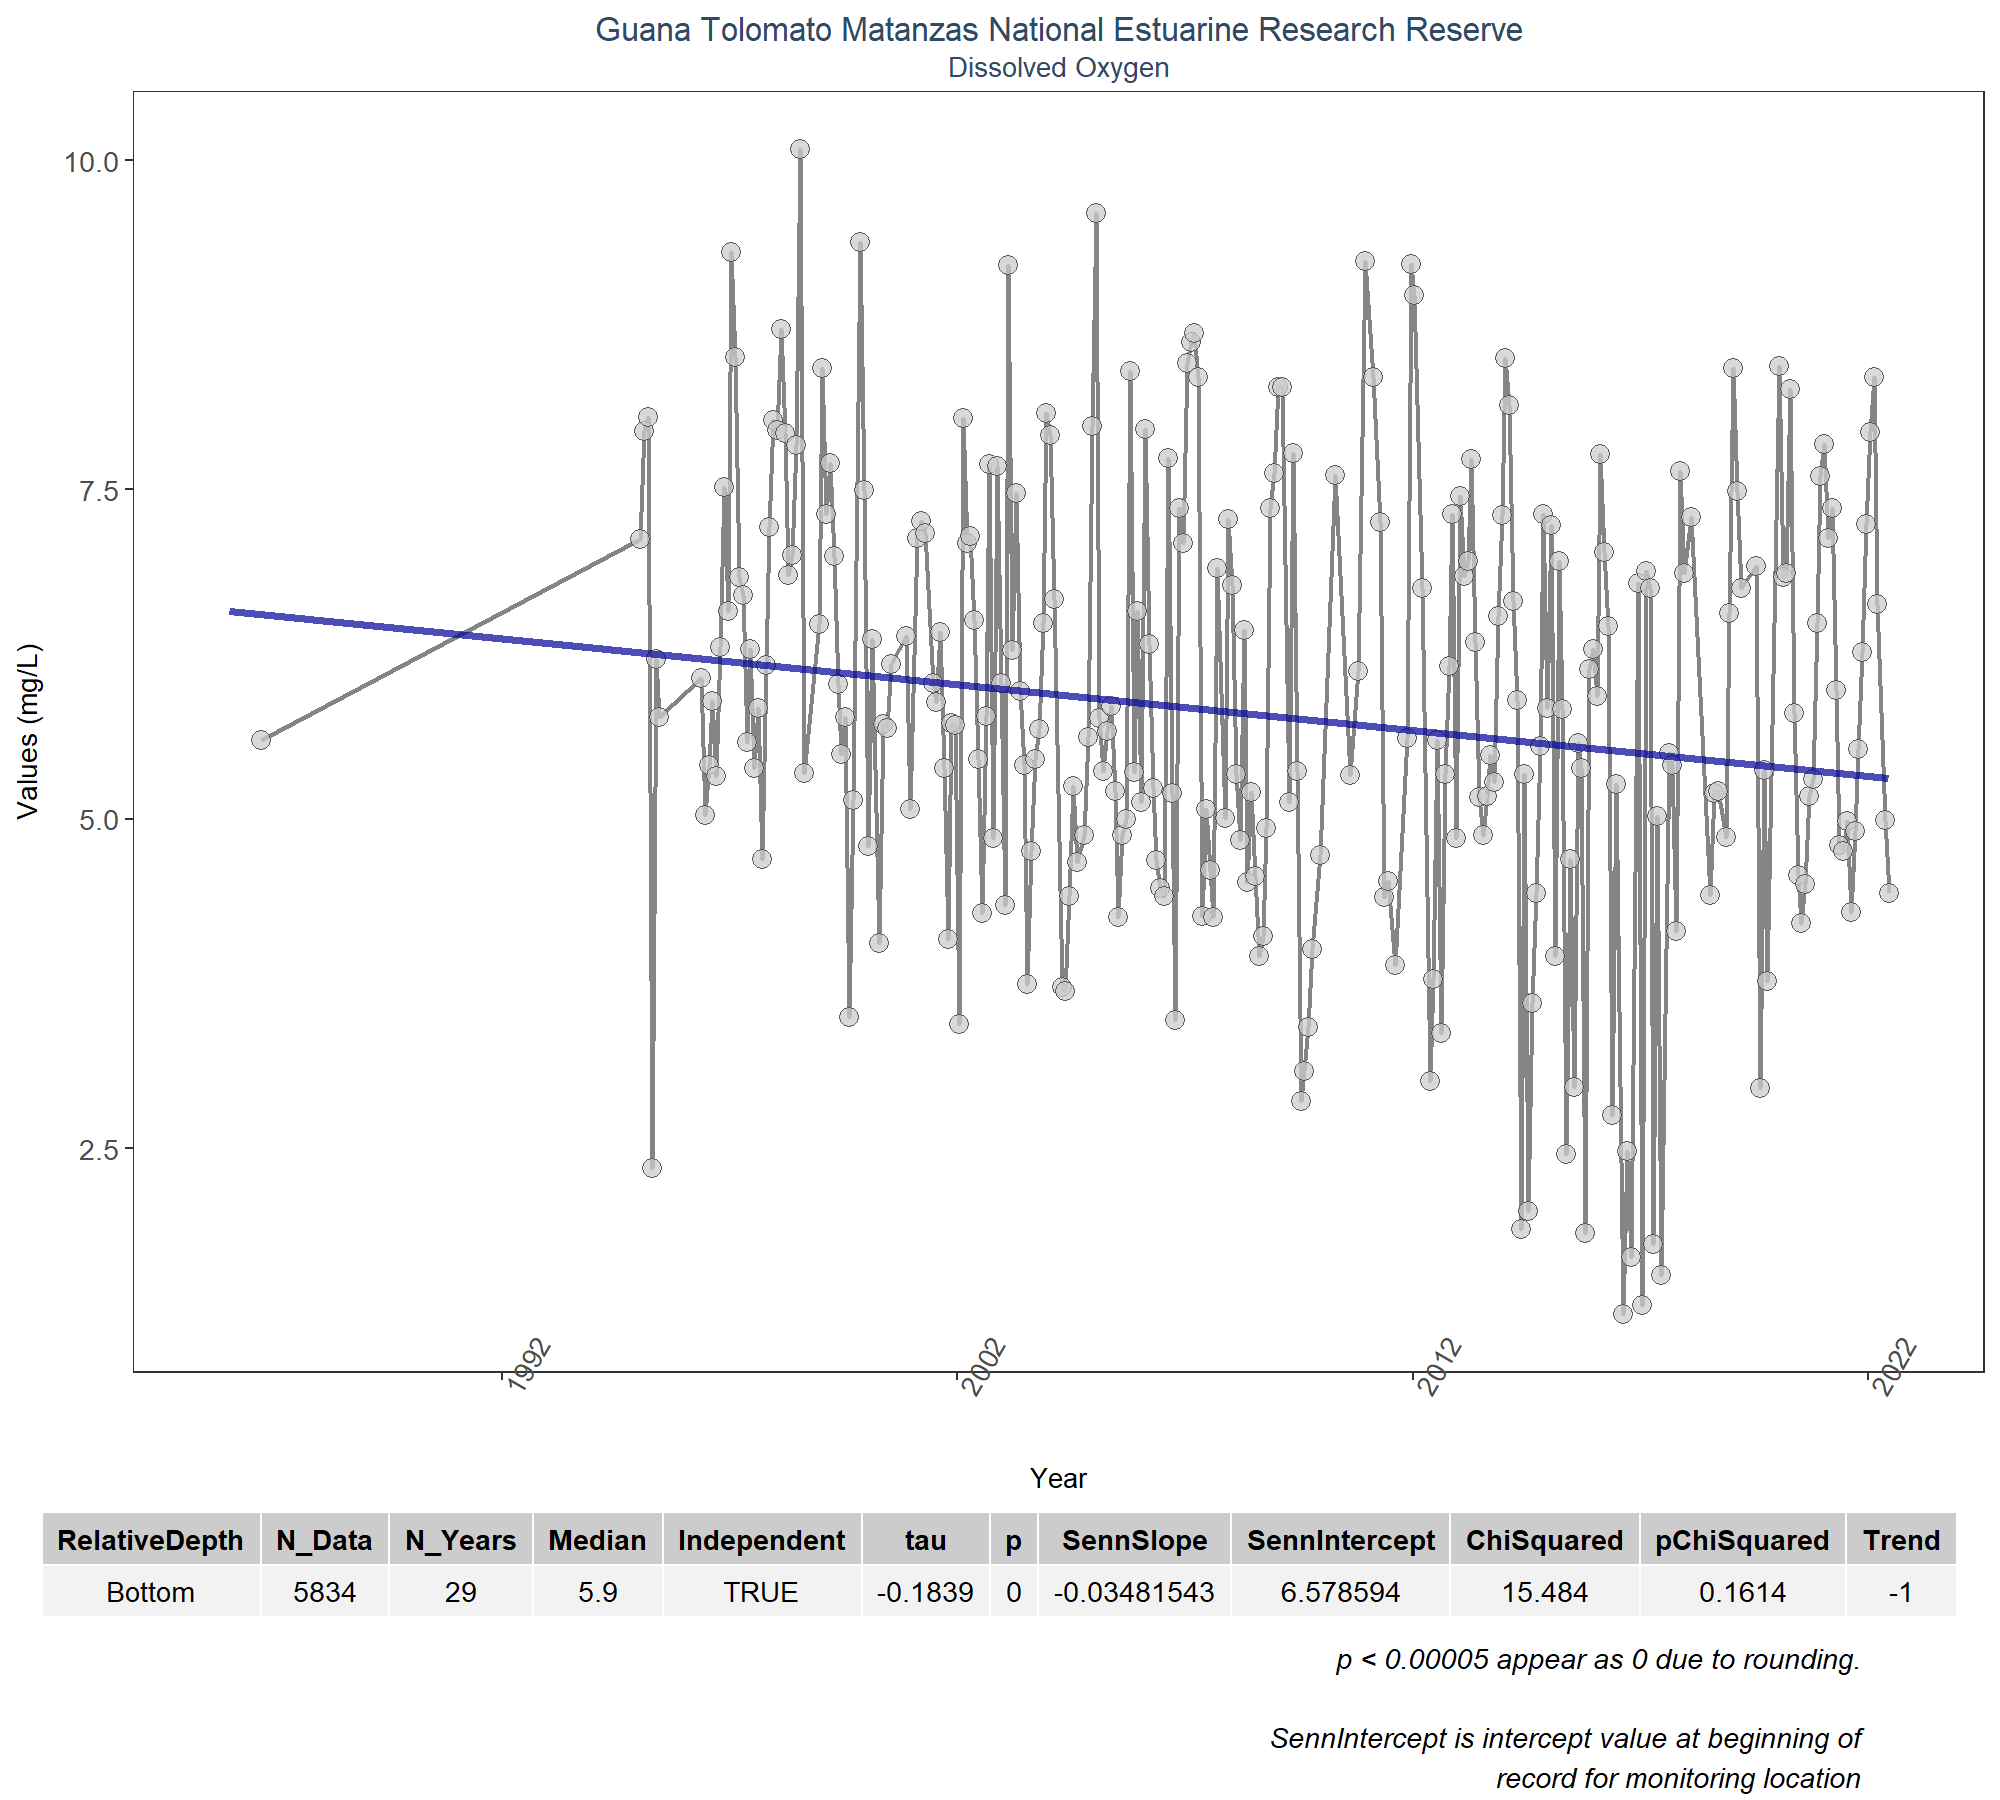 Guana Tolomato Matanzas National Estuarine Research Reserve
Dissolved Oxygen
10.0
7.5
5.0
2.5
Values (mg/L)
1992
2002
2012
2022
Year
RelativeDepth N_Data N_Years Median Independent tau p SennSlope SennIntercept ChiSquared pChiSquared Trend
Bottom 5834 29 5.9 TRUE -0.1839 0 -0.03481543 6.578594 15.484 0.1614 -1
p < 0.00005 appear as 0 due to rounding.
SennIntercept is intercept value at beginning of
record for monitoring location